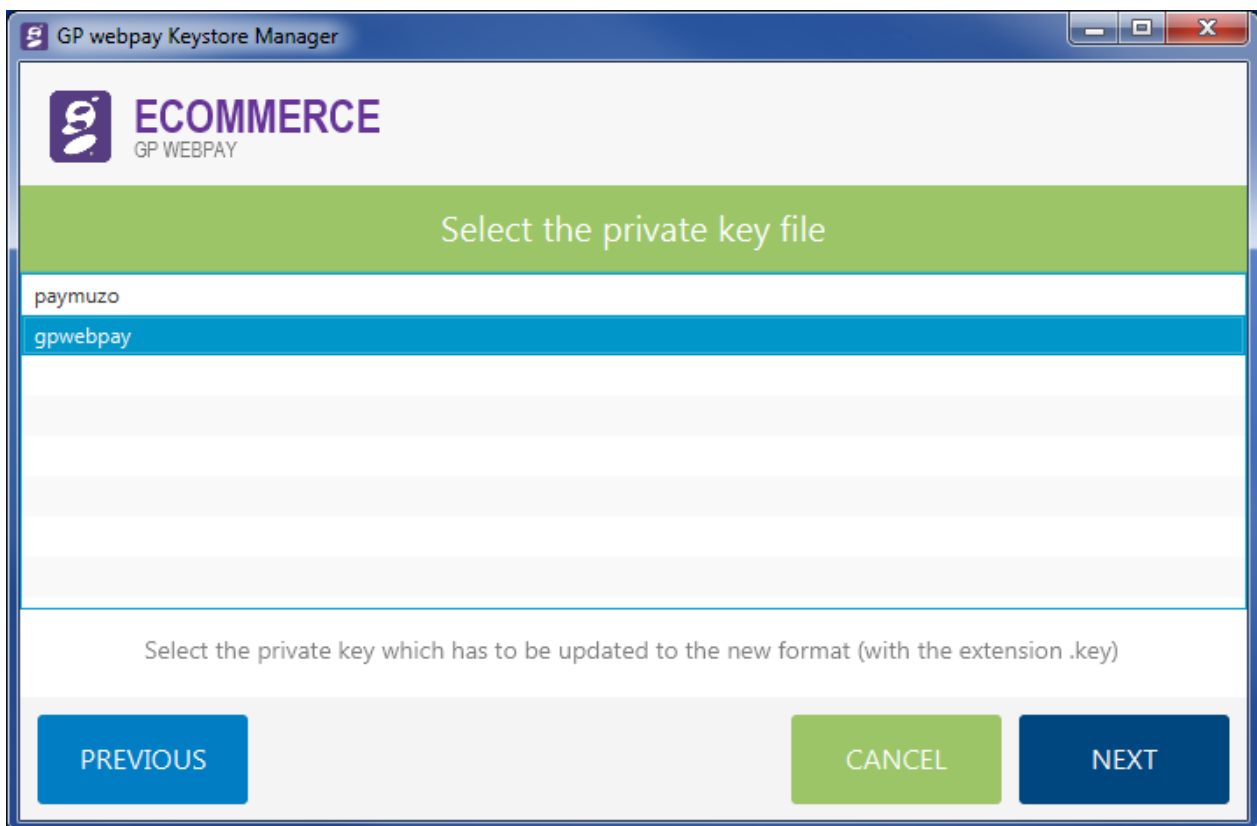 GP webpay Keystore Manager
ECOMMERCE
GP WEBPAY
Select the private key file
paymuzo
gpwebpay
Select the private key which has to be updated to the new format (with the extension .key)
PREVIOUS
CANCEL
NEXT